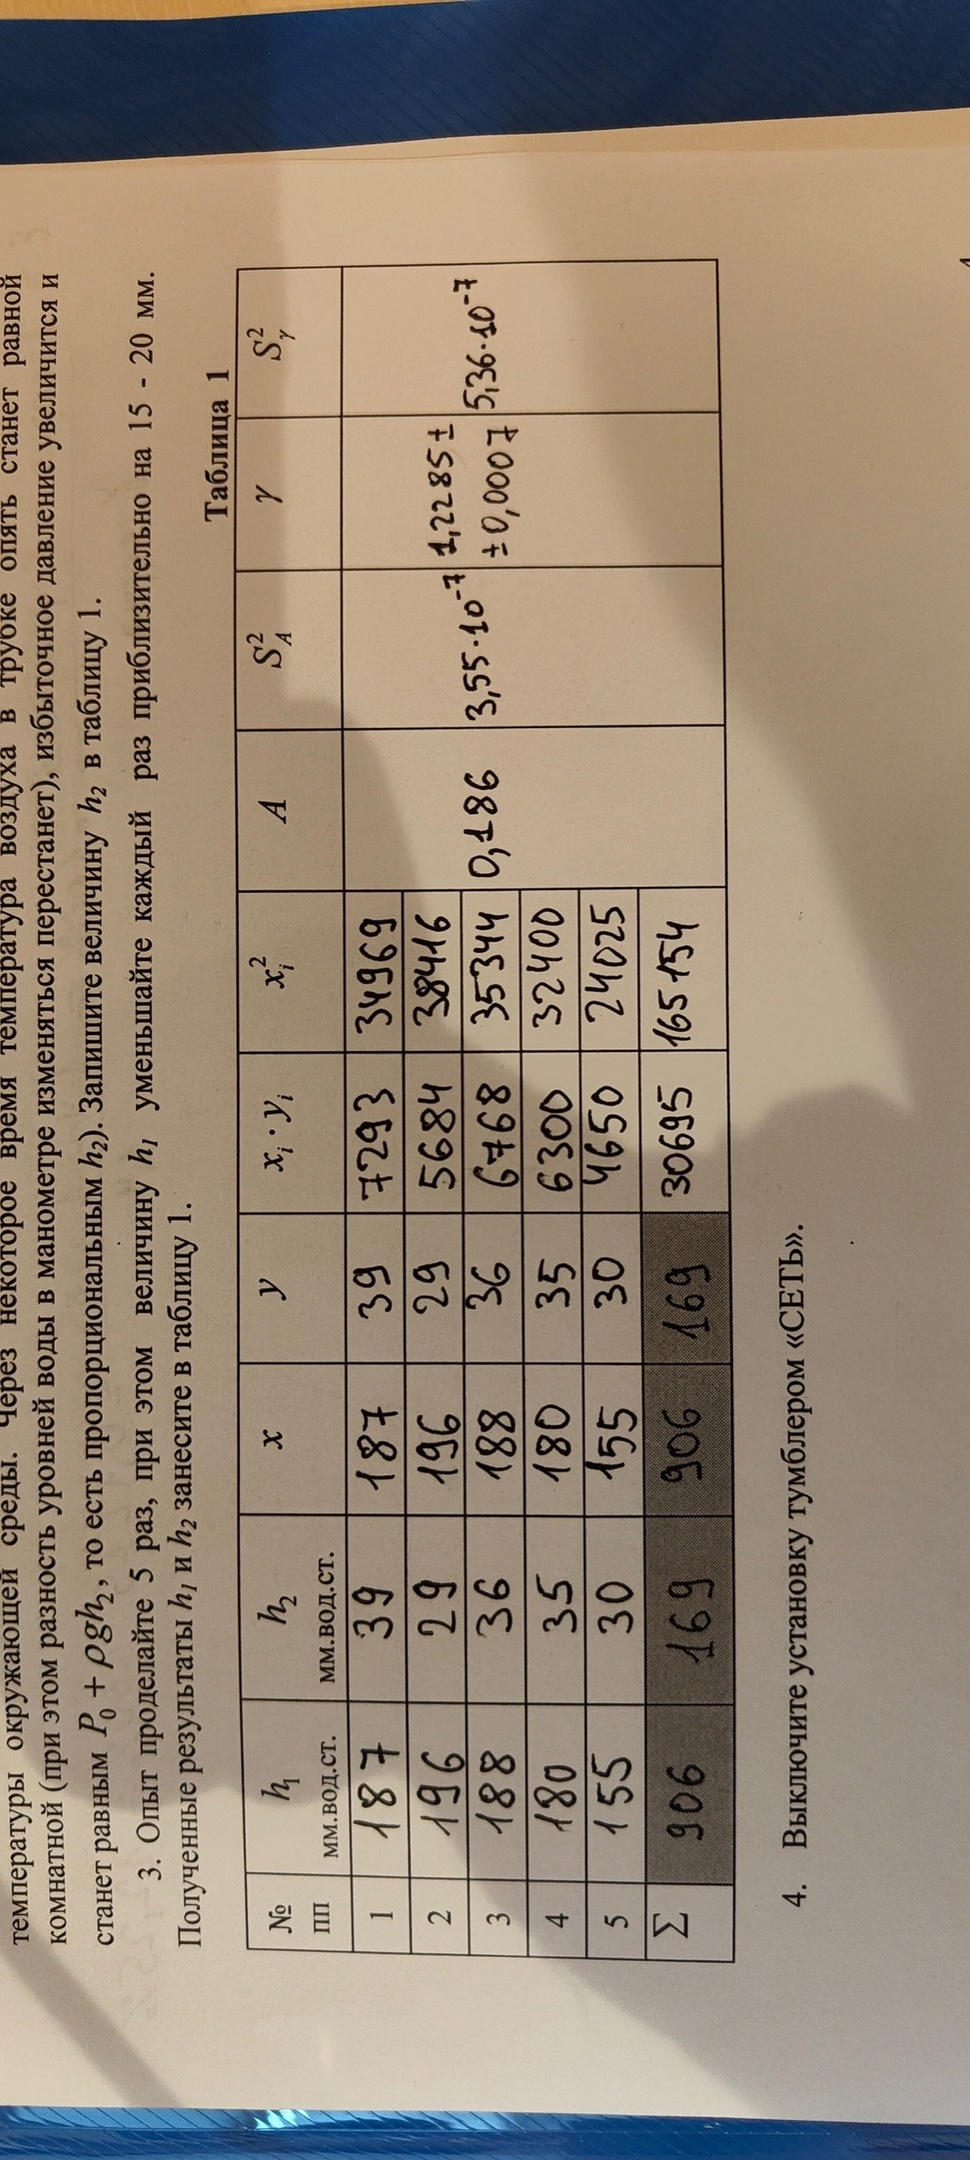 температуры окружающей среды. Через некоторое время температура воздуха в трубке опять станет равной
комнатной (при этом разность уровней воды в манометре изменяться перестанет), избыточное давление увеличится и
станет равным P₀ + ρgh₂, то есть пропорциональным h₂). Запишите величину h₂ в таблицу 1.
3. Опыт проделайте 5 раз, при этом величину h₁ уменьшайте каждый раз приблизительно на 15 - 20 мм.
Полученные результаты h₁ и h₂ занесите в таблицу 1.
Таблица 1
№ пп h₁ мм.вод.ст. h₂ мм.вод.ст. x y xᵢ · yᵢ xᵢ² A S²_A γ S²_γ
1 187 39 187 39 7293 34969
2 196 29 196 29 5684 38416
3 188 36 188 36 6768 35344 0,186 3,55·10⁻⁷ 1,2285± ±0,0007 5,36·10⁻⁷
4 180 35 180 35 6300 32400
5 155 30 155 30 4650 24025
Σ 906 169 906 169 30695 165154
4. Выключите установку тумблером «СЕТЬ».